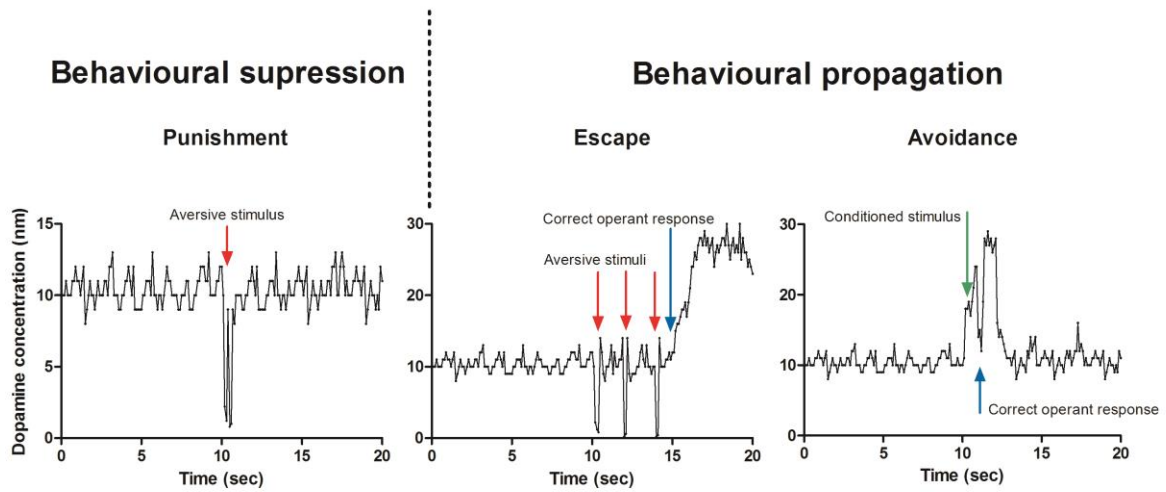 Behavioural supression
Behavioural propagation
Punishment
Escape
Avoidance
Dopamine concentration (nm)
15
10
5
0
Aversive stimulus
0 5 10 15 20
Time (sec)
30
20
10
0
Correct operant response
Aversive stimuli
0 5 10 15 20
Time (sec)
30
20
10
0
Conditioned stimulus
Correct operant response
0 5 10 15 20
Time (sec)